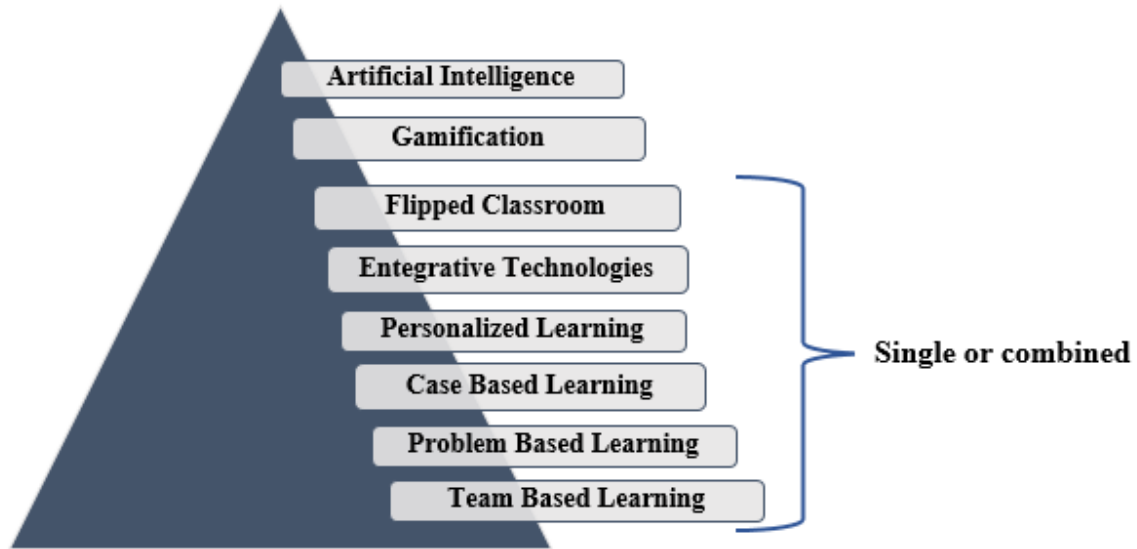 Artificial Intelligence
Gamification
Flipped Classroom
Entegrative Technologies
Personalized Learning
Case Based Learning
Problem Based Learning
Team Based Learning
Single or combined